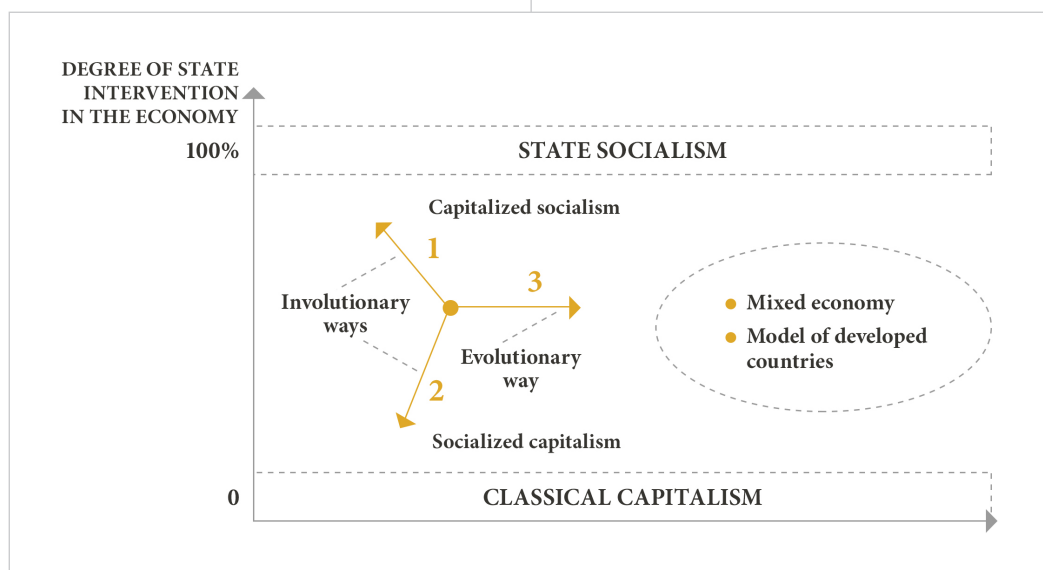 DEGREE OF STATE
INTERVENTION
IN THE ECONOMY
100%
STATE SOCIALISM
Capitalized socialism
1
3
Involutionary
ways
Mixed economy
Model of developed
countries
Evolutionary
way
2
Socialized capitalism
0
CLASSICAL CAPITALISM